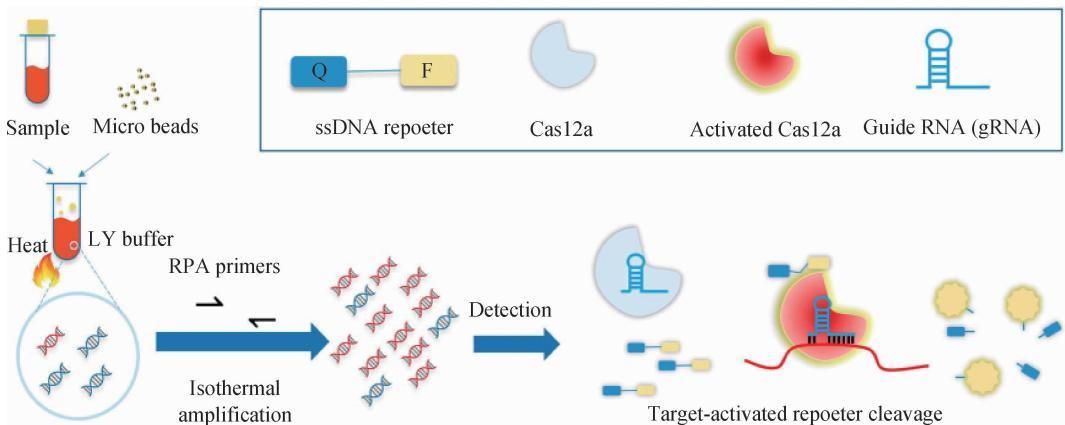 Sample
Micro beads
Q
F
ssDNA repoeter
Cas12a
Activated Cas12a
Guide RNA (gRNA)
Heat
LY buffer
RPA primers
Isothermal
amplification
Detection
Target-activated repoeter cleavage